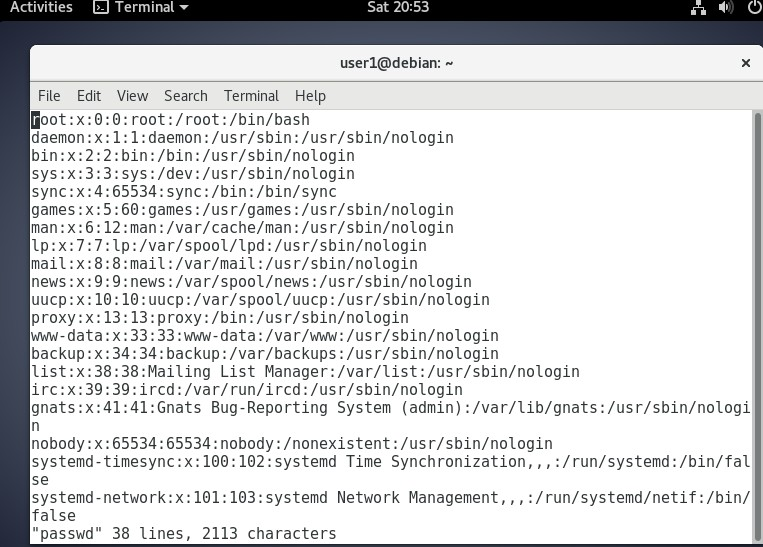 Activities Terminal Sat 20:53
user1@debian: ~ ×
File Edit View Search Terminal Help
root:x:0:0:root:/root:/bin/bash
daemon:x:1:1:daemon:/usr/sbin:/usr/sbin/nologin
bin:x:2:2:bin:/bin:/usr/sbin/nologin
sys:x:3:3:sys:/dev:/usr/sbin/nologin
sync:x:4:65534:sync:/bin:/bin/sync
games:x:5:60:games:/usr/games:/usr/sbin/nologin
man:x:6:12:man:/var/cache/man:/usr/sbin/nologin
lp:x:7:7:lp:/var/spool/lpd:/usr/sbin/nologin
mail:x:8:8:mail:/var/mail:/usr/sbin/nologin
news:x:9:9:news:/var/spool/news:/usr/sbin/nologin
uucp:x:10:10:uucp:/var/spool/uucp:/usr/sbin/nologin
proxy:x:13:13:proxy:/bin:/usr/sbin/nologin
www-data:x:33:33:www-data:/var/www:/usr/sbin/nologin
backup:x:34:34:backup:/var/backups:/usr/sbin/nologin
list:x:38:38:Mailing List Manager:/var/list:/usr/sbin/nologin
irc:x:39:39:ircd:/var/run/ircd:/usr/sbin/nologin
gnats:x:41:41:Gnats Bug-Reporting System (admin):/var/lib/gnats:/usr/sbin/nologi
n
nobody:x:65534:65534:nobody:/nonexistent:/usr/sbin/nologin
systemd-timesync:x:100:102:systemd Time Synchronization,,,:/run/systemd:/bin/fal
se
systemd-network:x:101:103:systemd Network Management,,,:/run/systemd/netif:/bin/
false
"passwd" 38 lines, 2113 characters